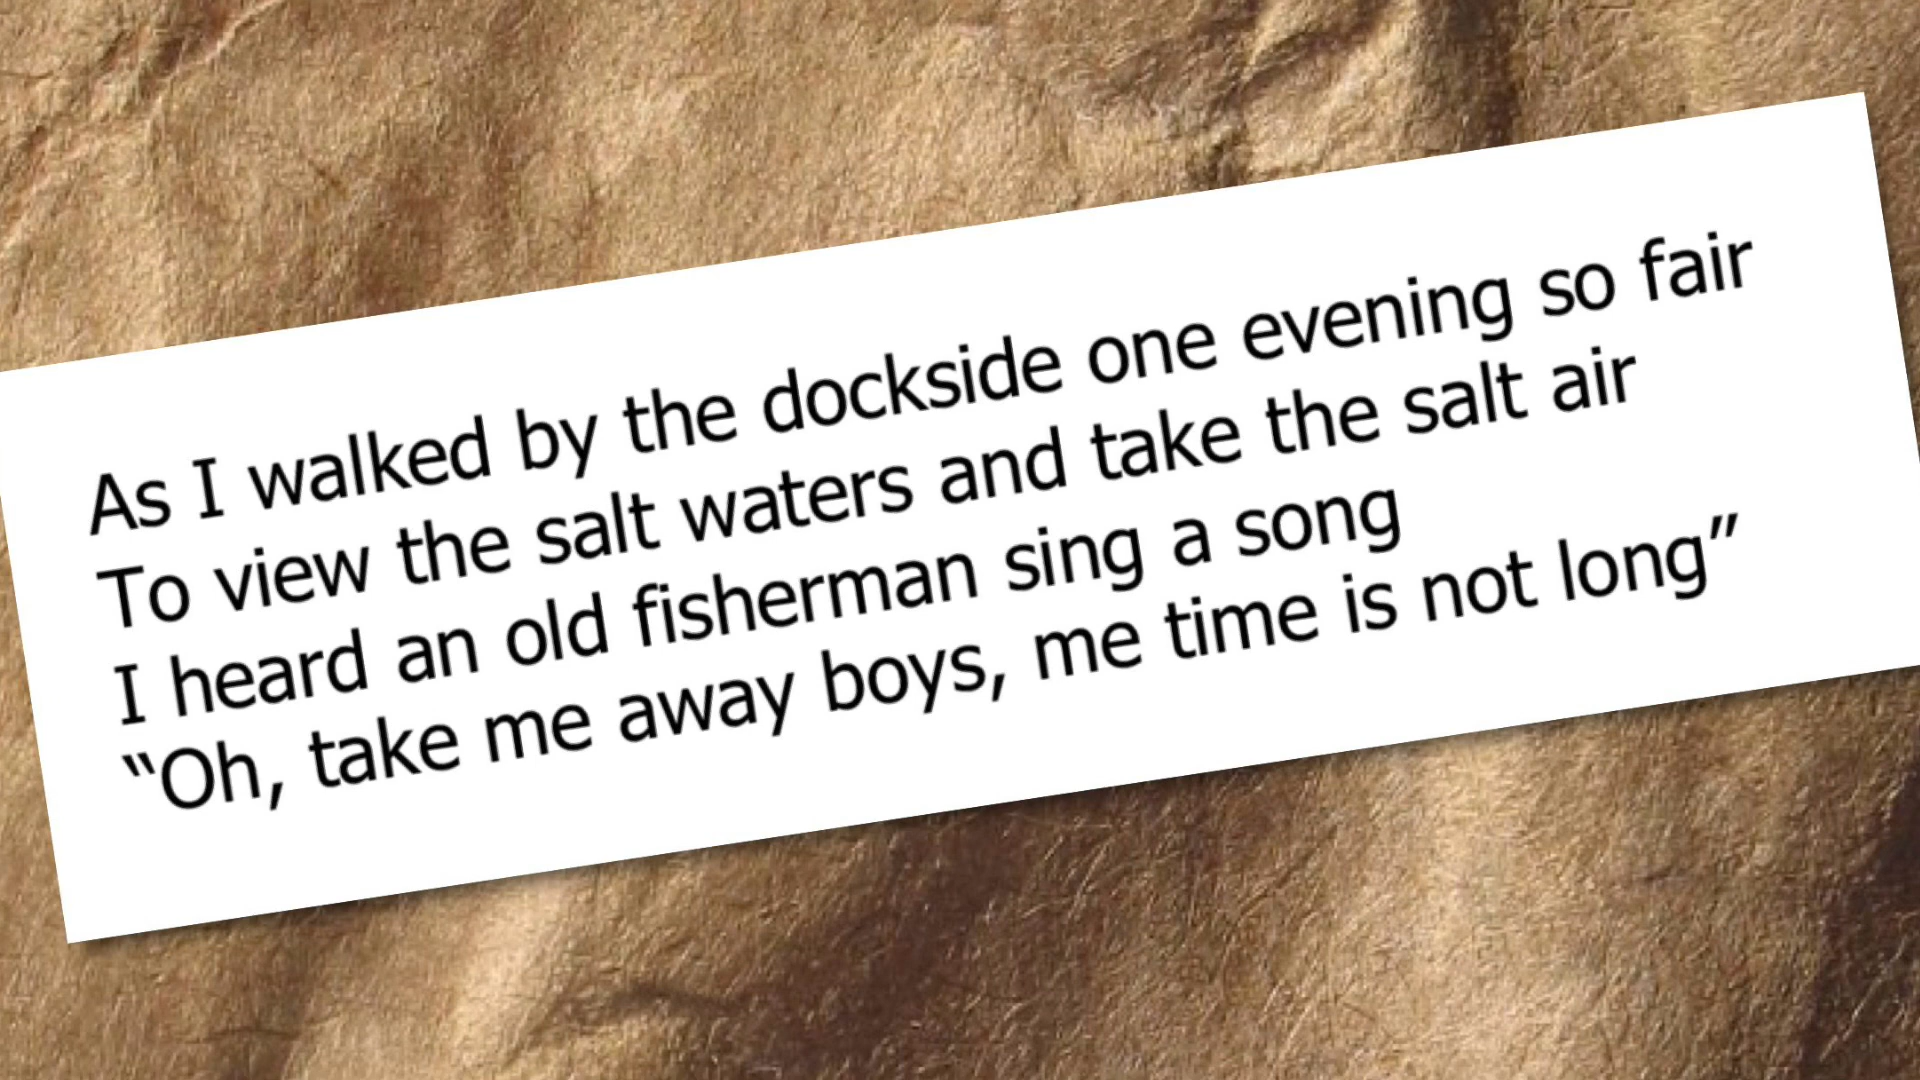 As I walked by the dockside one evening so fair
To view the salt waters and take the salt air
I heard an old fisherman sing a song
“Oh, take me away boys, me time is not long”